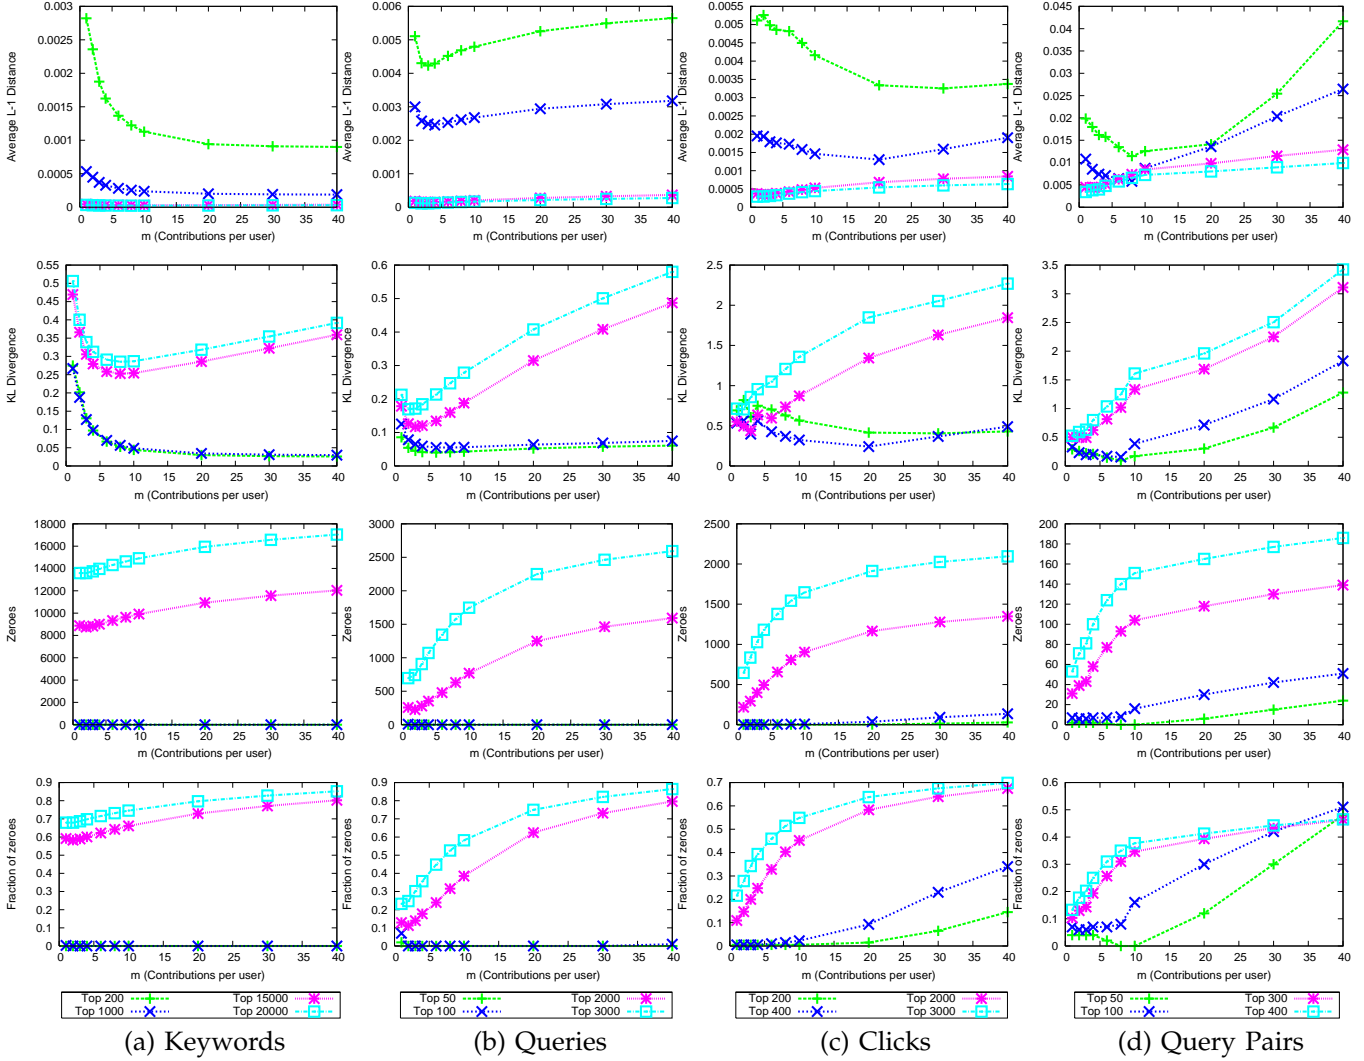 0.003
0.0025
0.002
0.0015
0.001
0.0005
0
Average L-1 Distance
0 5 10 15 20 25 30 35 40
m (Contributions per user)
0.006
0.005
0.004
0.003
0.002
0.001
0
Average L-1 Distance
0 5 10 15 20 25 30 35 40
m (Contributions per user)
0.0055
0.005
0.0045
0.004
0.0035
0.003
0.0025
0.002
0.0015
0.001
0.0005
0
Average L-1 Distance
0 5 10 15 20 25 30 35 40
m (Contributions per user)
0.045
0.04
0.035
0.03
0.025
0.02
0.015
0.01
0.005
0
Average L-1 Distance
0 5 10 15 20 25 30 35 40
m (Contributions per user)
0.55
0.5
0.45
0.4
0.35
0.3
0.25
0.2
0.15
0.1
0.05
0
KL Divergence
0 5 10 15 20 25 30 35 40
m (Contributions per user)
0.6
0.5
0.4
0.3
0.2
0.1
0
KL Divergence
0 5 10 15 20 25 30 35 40
m (Contributions per user)
2.5
2
1.5
1
0.5
0
KL Divergence
0 5 10 15 20 25 30 35 40
m (Contributions per user)
3.5
3
2.5
2
1.5
1
0.5
0
KL Divergence
0 5 10 15 20 25 30 35 40
m (Contributions per user)
18000
16000
14000
12000
10000
8000
6000
4000
2000
0
Zeroes
0 5 10 15 20 25 30 35 40
m (Contributions per user)
3000
2500
2000
1500
1000
500
0
Zeroes
0 5 10 15 20 25 30 35 40
m (Contributions per user)
2500
2000
1500
1000
500
0
Zeroes
0 5 10 15 20 25 30 35 40
m (Contributions per user)
200
180
160
140
120
100
80
60
40
20
0
Zeroes
0 5 10 15 20 25 30 35 40
m (Contributions per user)
0.9
0.8
0.7
0.6
0.5
0.4
0.3
0.2
0.1
0
Fraction of zeroes
0 5 10 15 20 25 30 35 40
m (Contributions per user)
0.9
0.8
0.7
0.6
0.5
0.4
0.3
0.2
0.1
0
Fraction of zeroes
0 5 10 15 20 25 30 35 40
m (Contributions per user)
0.7
0.6
0.5
0.4
0.3
0.2
0.1
0
Fraction of zeroes
0 5 10 15 20 25 30 35 40
m (Contributions per user)
0.6
0.5
0.4
0.3
0.2
0.1
0
Fraction of zeroes
0 5 10 15 20 25 30 35 40
m (Contributions per user)
Top 200 Top 15000
Top 1000 Top 20000
Top 50 Top 2000
Top 100 Top 3000
Top 200 Top 2000
Top 400 Top 3000
Top 50 Top 300
Top 100 Top 400
(a) Keywords
(b) Queries
(c) Clicks
(d) Query Pairs